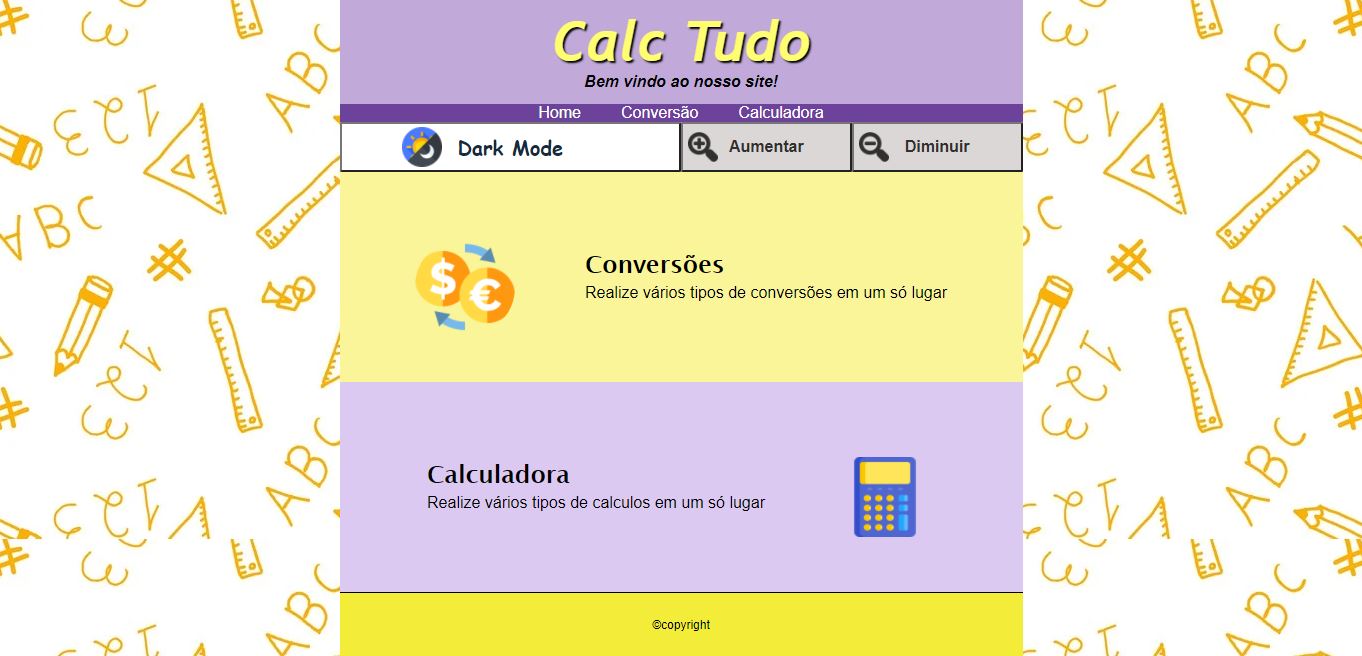 Calc Tudo
Bem vindo ao nosso site!
Home Conversão Calculadora
Dark Mode Aumentar Diminuir
Conversões
Realize vários tipos de conversões em um só lugar
Calculadora
Realize vários tipos de calculos em um só lugar
©copyright